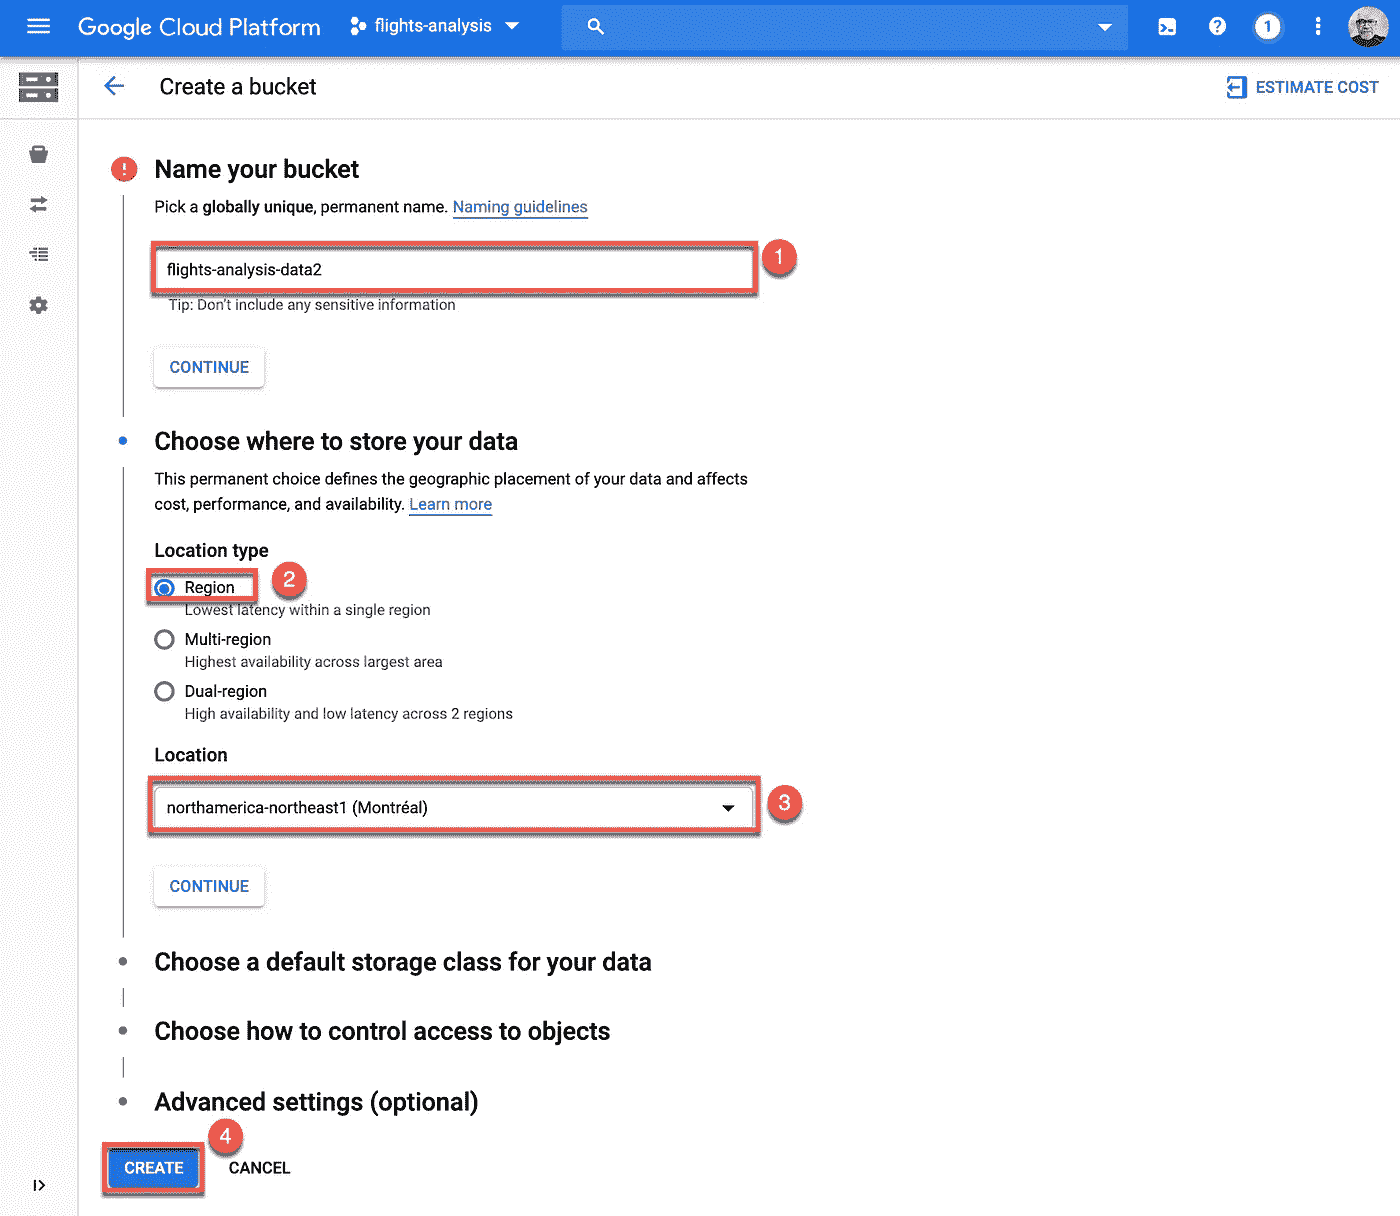 Google Cloud Platform flights-analysis 1
Create a bucket ESTIMATE COST
! Name your bucket
Pick a globally unique, permanent name. Naming guidelines
1
flights-analysis-data2
Tip: Don't include any sensitive information
CONTINUE
Choose where to store your data
This permanent choice defines the geographic placement of your data and affects
cost, performance, and availability. Learn more
Location type
Region 2
Lowest latency within a single region
Multi-region
Highest availability across largest area
Dual-region
High availability and low latency across 2 regions
Location
northamerica-northeast1 (Montréal) 3
CONTINUE
Choose a default storage class for your data
Choose how to control access to objects
Advanced settings (optional)
4
CREATE CANCEL